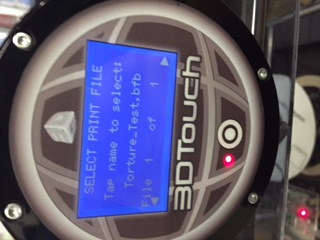 SELECT PRINT FILE
Tap name to select:
Torture_Test.bfb
File 1 of 1
3DTouch